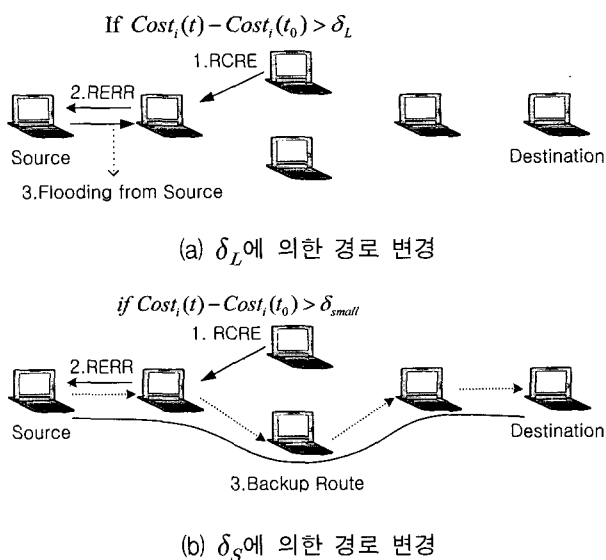 If Cost_i(t) − Cost_i(t_0) > δ_L
1.RCRE
2.RERR
Source
Destination
3.Flooding from Source
(a) δ_L에 의한 경로 변경
if Cost_i(t) − Cost_i(t_0) > δ_small
1. RCRE
2.RERR
Source
Destination
3.Backup Route
(b) δ_S에 의한 경로 변경